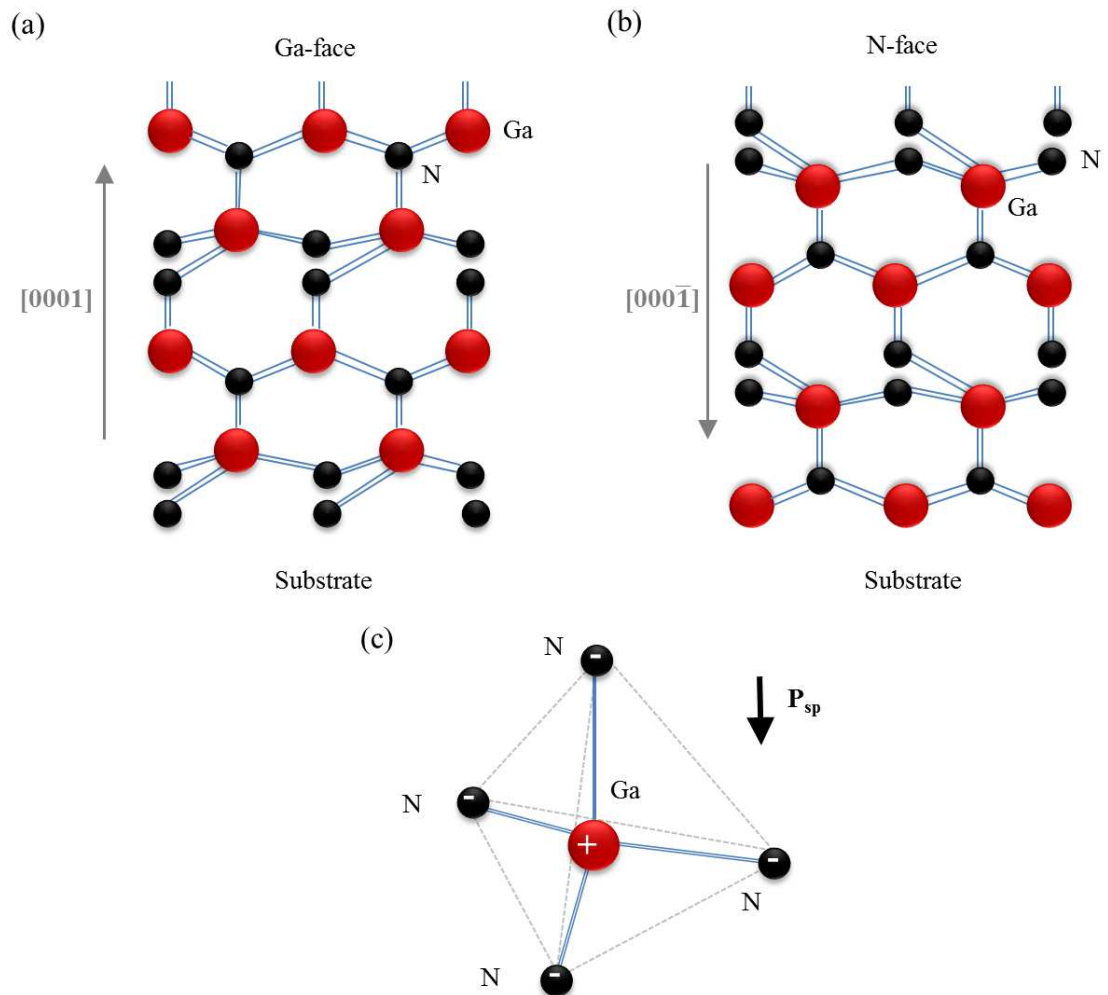 (a)
Ga-face
Ga
N
[0001]
Substrate
(b)
N-face
N
Ga
[0001̅]
Substrate
(c)
N
-
P_sp
N
-
Ga
+
-
N
N
-